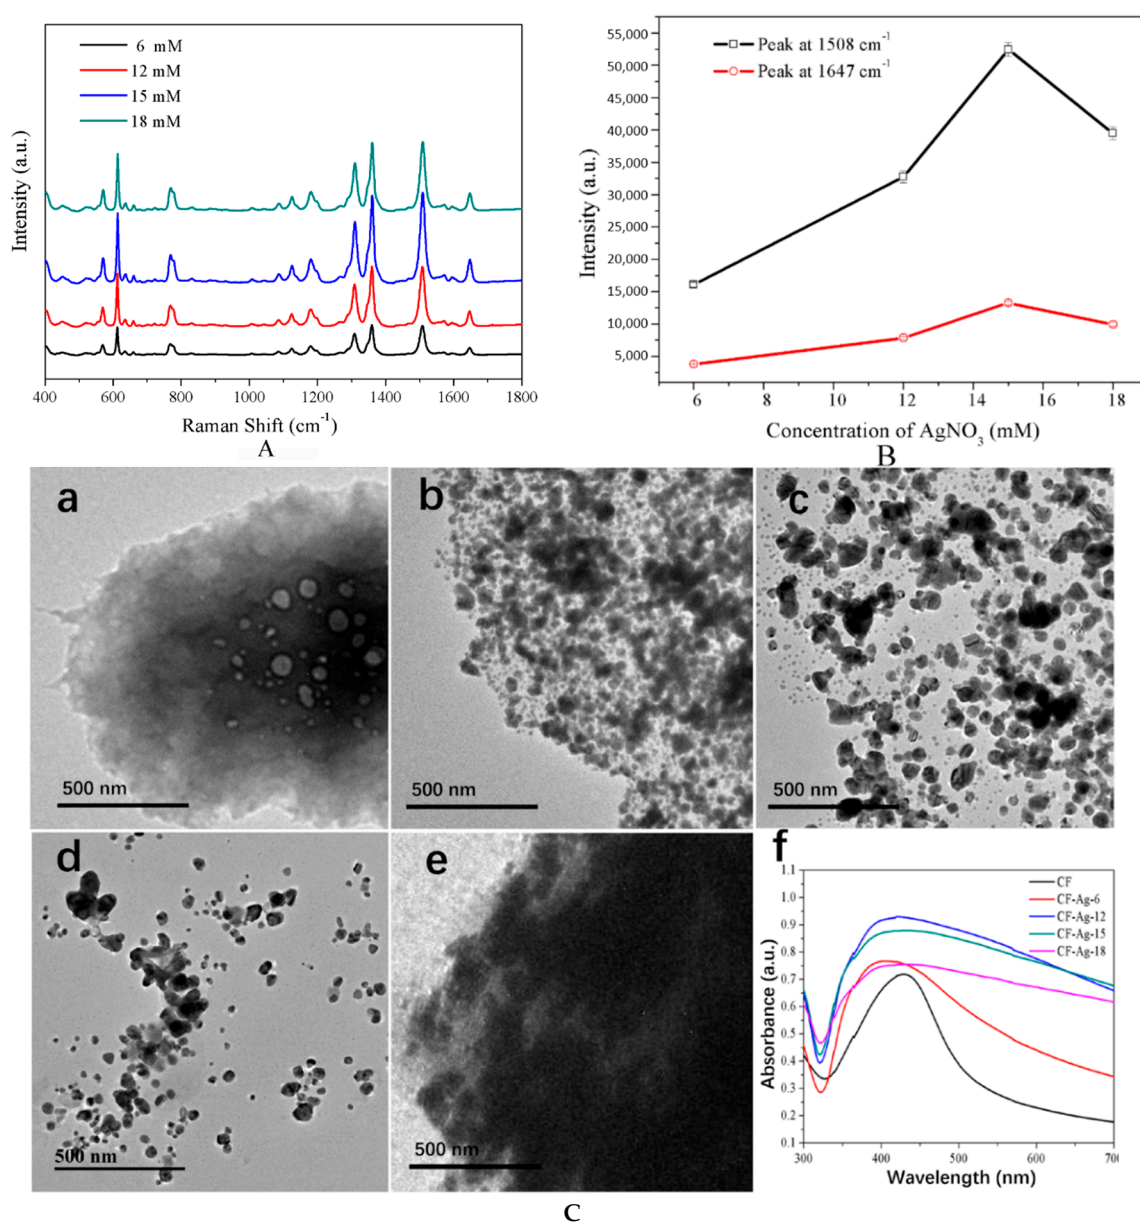 6 mM
12 mM
15 mM
18 mM
Intensity (a.u.)
400 600 800 1000 1200 1400 1600 1800
Raman Shift (cm-1)
A
Peak at 1508 cm-1
Peak at 1647 cm-1
55,000
50,000
45,000
40,000
35,000
30,000
25,000
20,000
15,000
10,000
5,000
Intensity (a.u.)
6 8 10 12 14 16 18
Concentration of AgNO3 (mM)
B
a
500 nm
b
500 nm
c
500 nm
d
500 nm
e
500 nm
f
CF
CF-Ag-6
CF-Ag-12
CF-Ag-15
CF-Ag-18
1.1
1.0
0.9
0.8
0.7
0.6
0.5
0.4
0.3
0.2
0.1
Absorbance (a.u.)
300 400 500 600 700
Wavelength (nm)
C